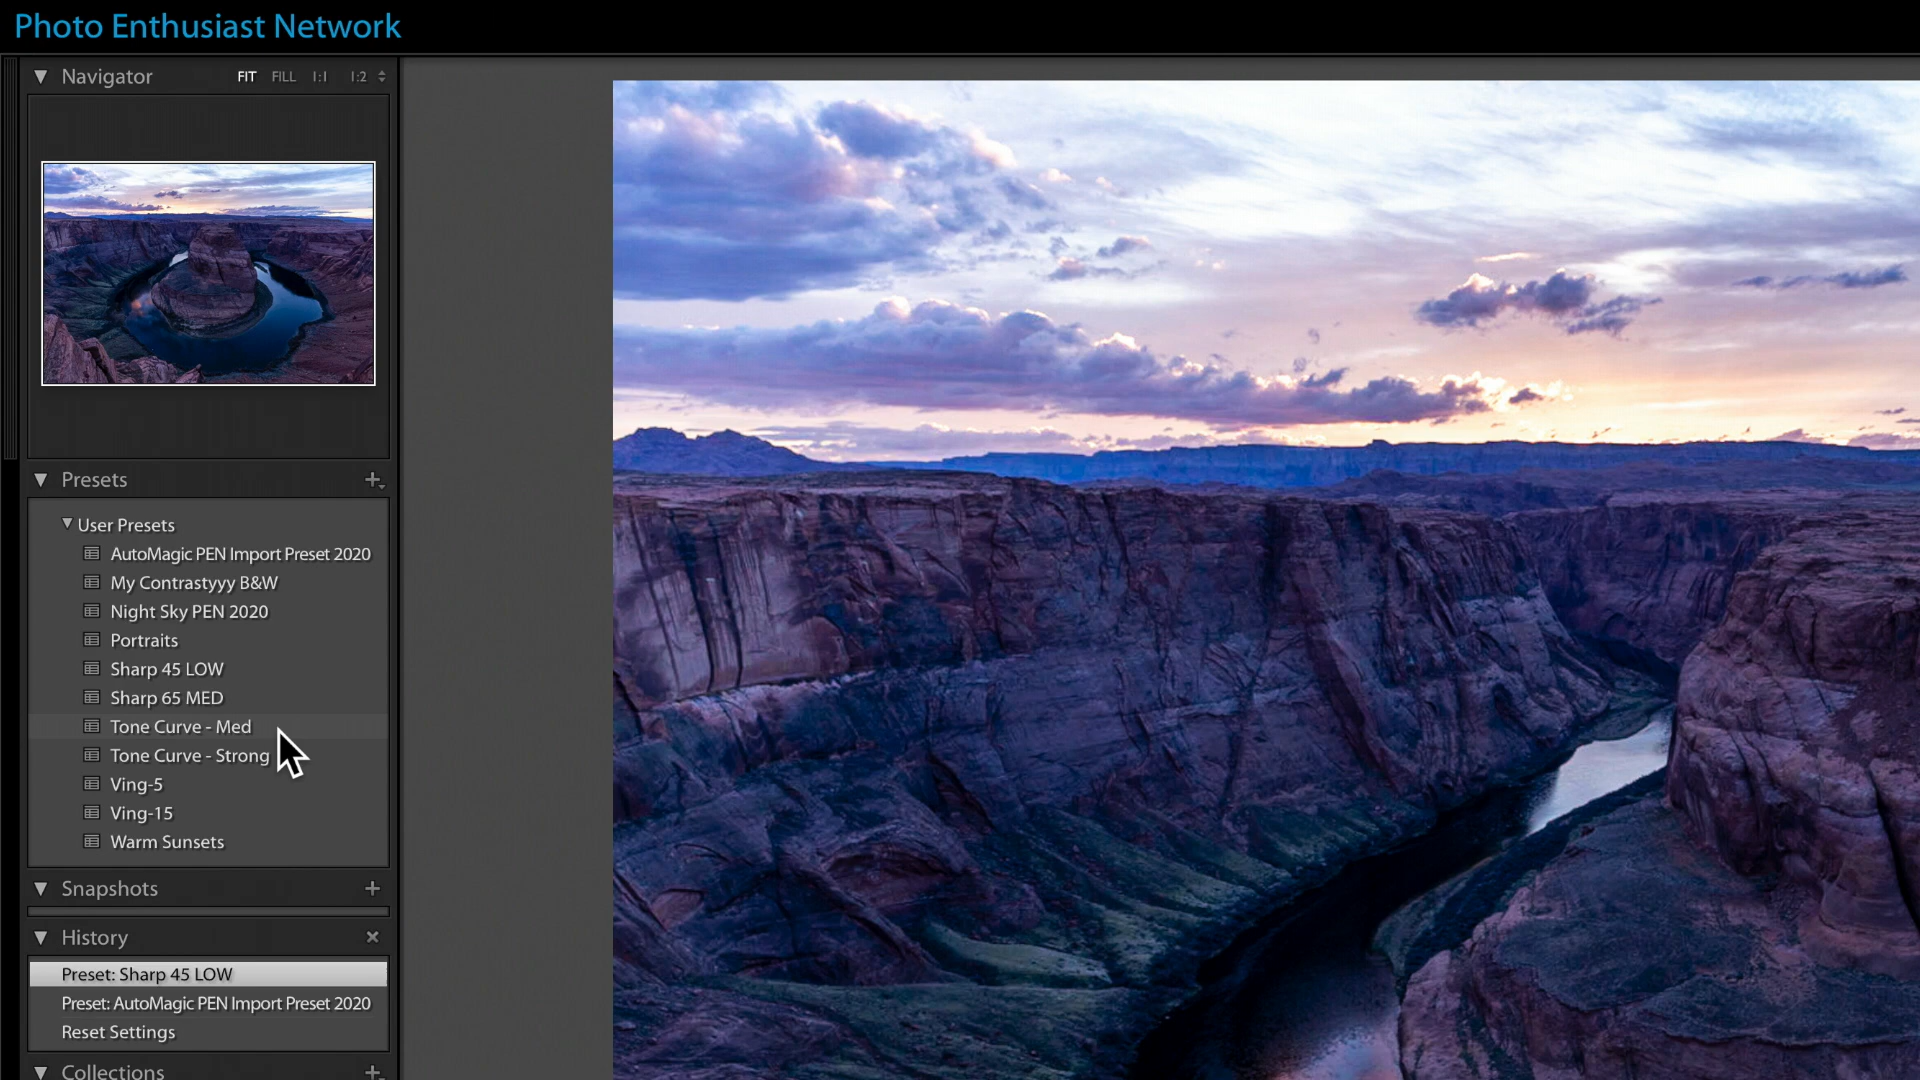 Photo Enthusiast Network
Navigator FIT FILL 1:1 1:2
Presets
User Presets
AutoMagic PEN Import Preset 2020
My Contrastyyy B&W
Night Sky PEN 2020
Portraits
Sharp 45 LOW
Sharp 65 MED
Tone Curve - Med
Tone Curve - Strong
Ving-5
Ving-15
Warm Sunsets
Snapshots
History
Preset: Sharp 45 LOW
Preset: AutoMagic PEN Import Preset 2020
Reset Settings
Collections